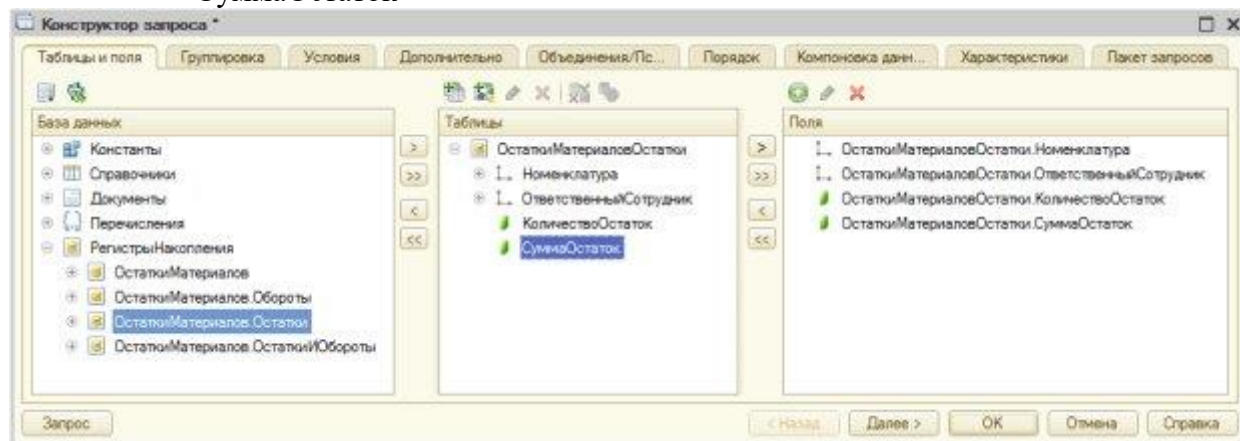 СуммаОстаток
Конструктор запроса *
Таблицы и поля Группировка Условия Дополнительно Объединения/Пс... Порядок Компоновка данн... Характеристики Пакет запросов
База данных Таблицы Поля
Константы ОстаткиМатериаловОстатки ОстаткиМатериаловОстатки.Номенклатура
Справочники Номенклатура ОстаткиМатериаловОстатки.ОтветственныйСотрудник
Документы ОтветственныйСотрудник ОстаткиМатериаловОстатки.КоличествоОстаток
Перечисления КоличествоОстаток ОстаткиМатериаловОстатки.СуммаОстаток
РегистрыНакопления СуммаОстаток
ОстаткиМатериалов
ОстаткиМатериалов.Обороты
ОстаткиМатериалов.Остатки
ОстаткиМатериалов.ОстаткиИОбороты
> >
>> >>
< <
<< <<
Запрос < Назад Далее > ОК Отмена Справка